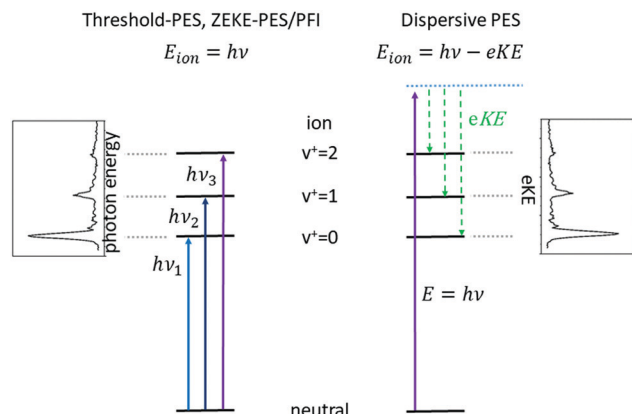 Threshold-PES, ZEKE-PES/PFI
E_ion = hν
Dispersive PES
E_ion = hν − eKE
ion
v⁺=2
v⁺=1
v⁺=0
neutral
photon energy
hν₁
hν₂
hν₃
eKE
E = hν
eKE